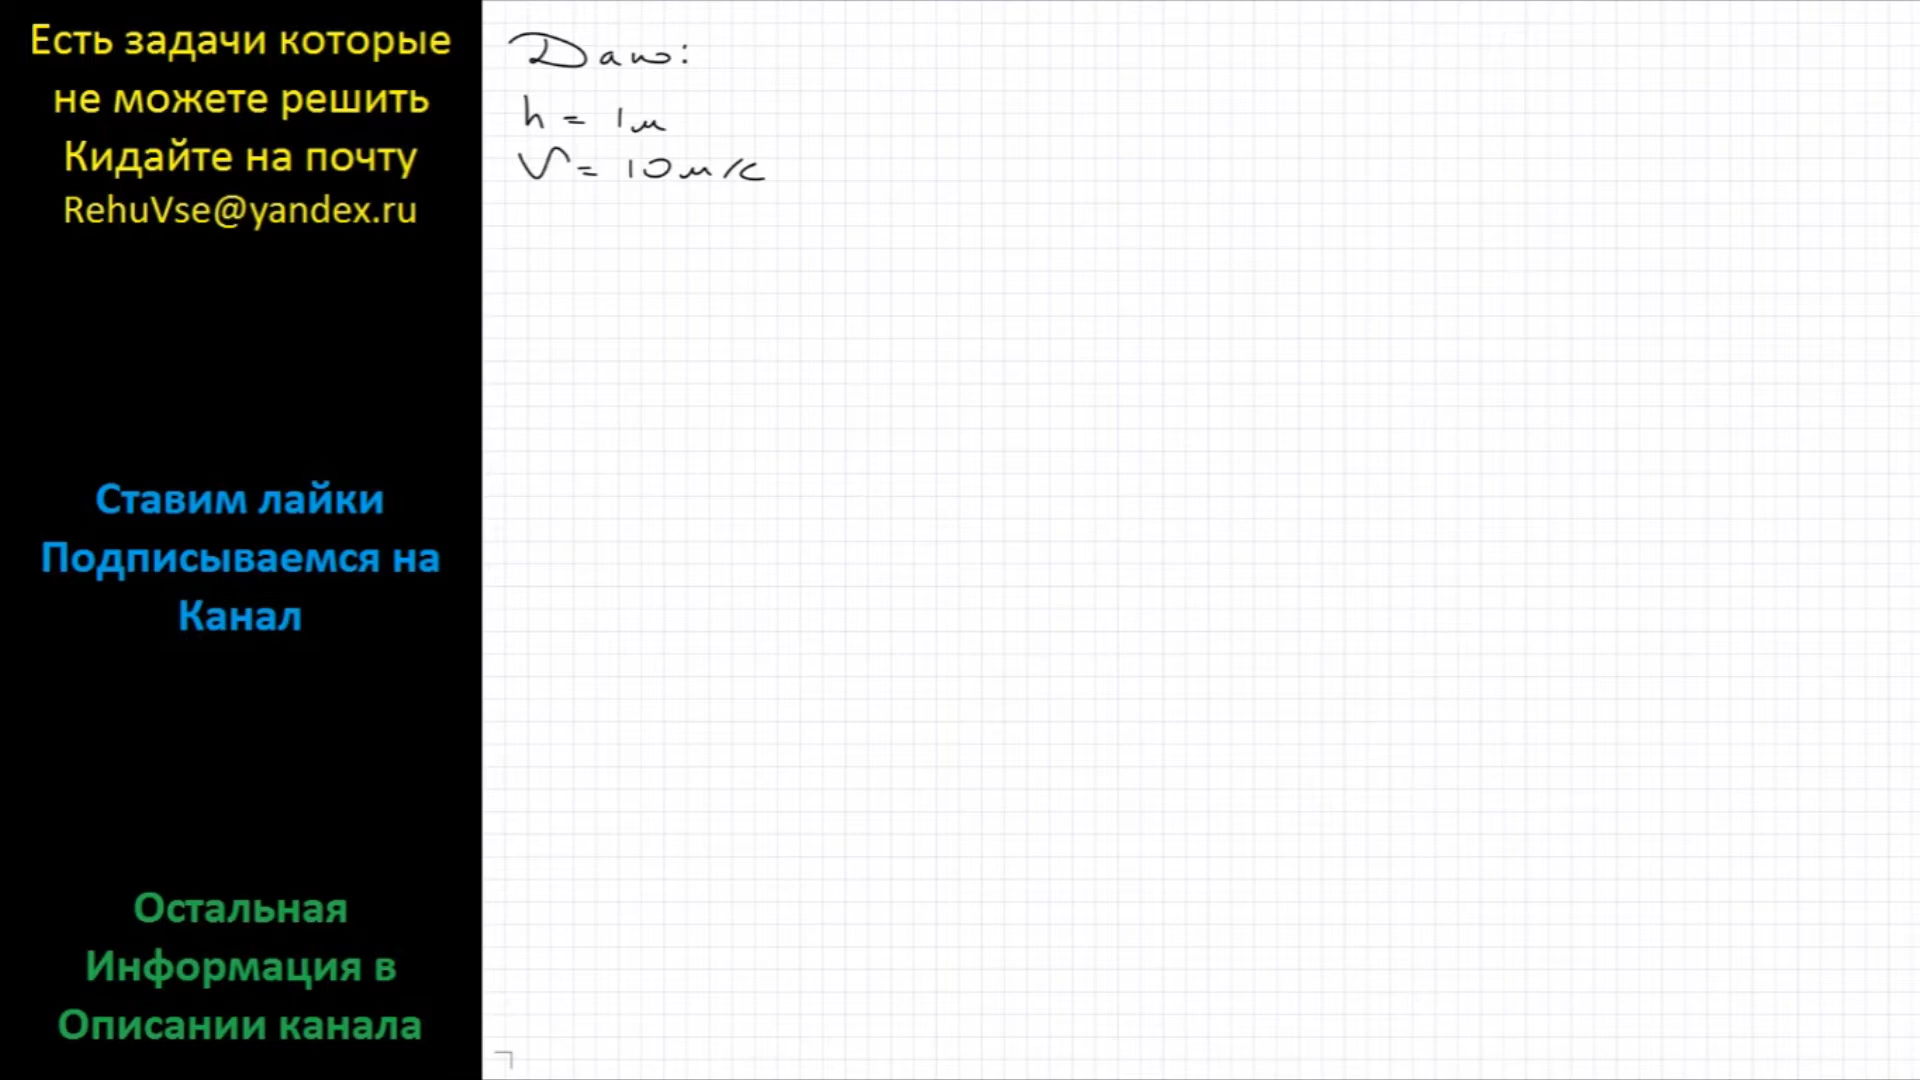 Есть задачи которые
не можете решить
Кидайте на почту
RehuVse@yandex.ru
Ставим лайки
Подписываемся на
Канал
Остальная
Информация в
Описании канала
Дано:
h = 1м
V = 10м/с